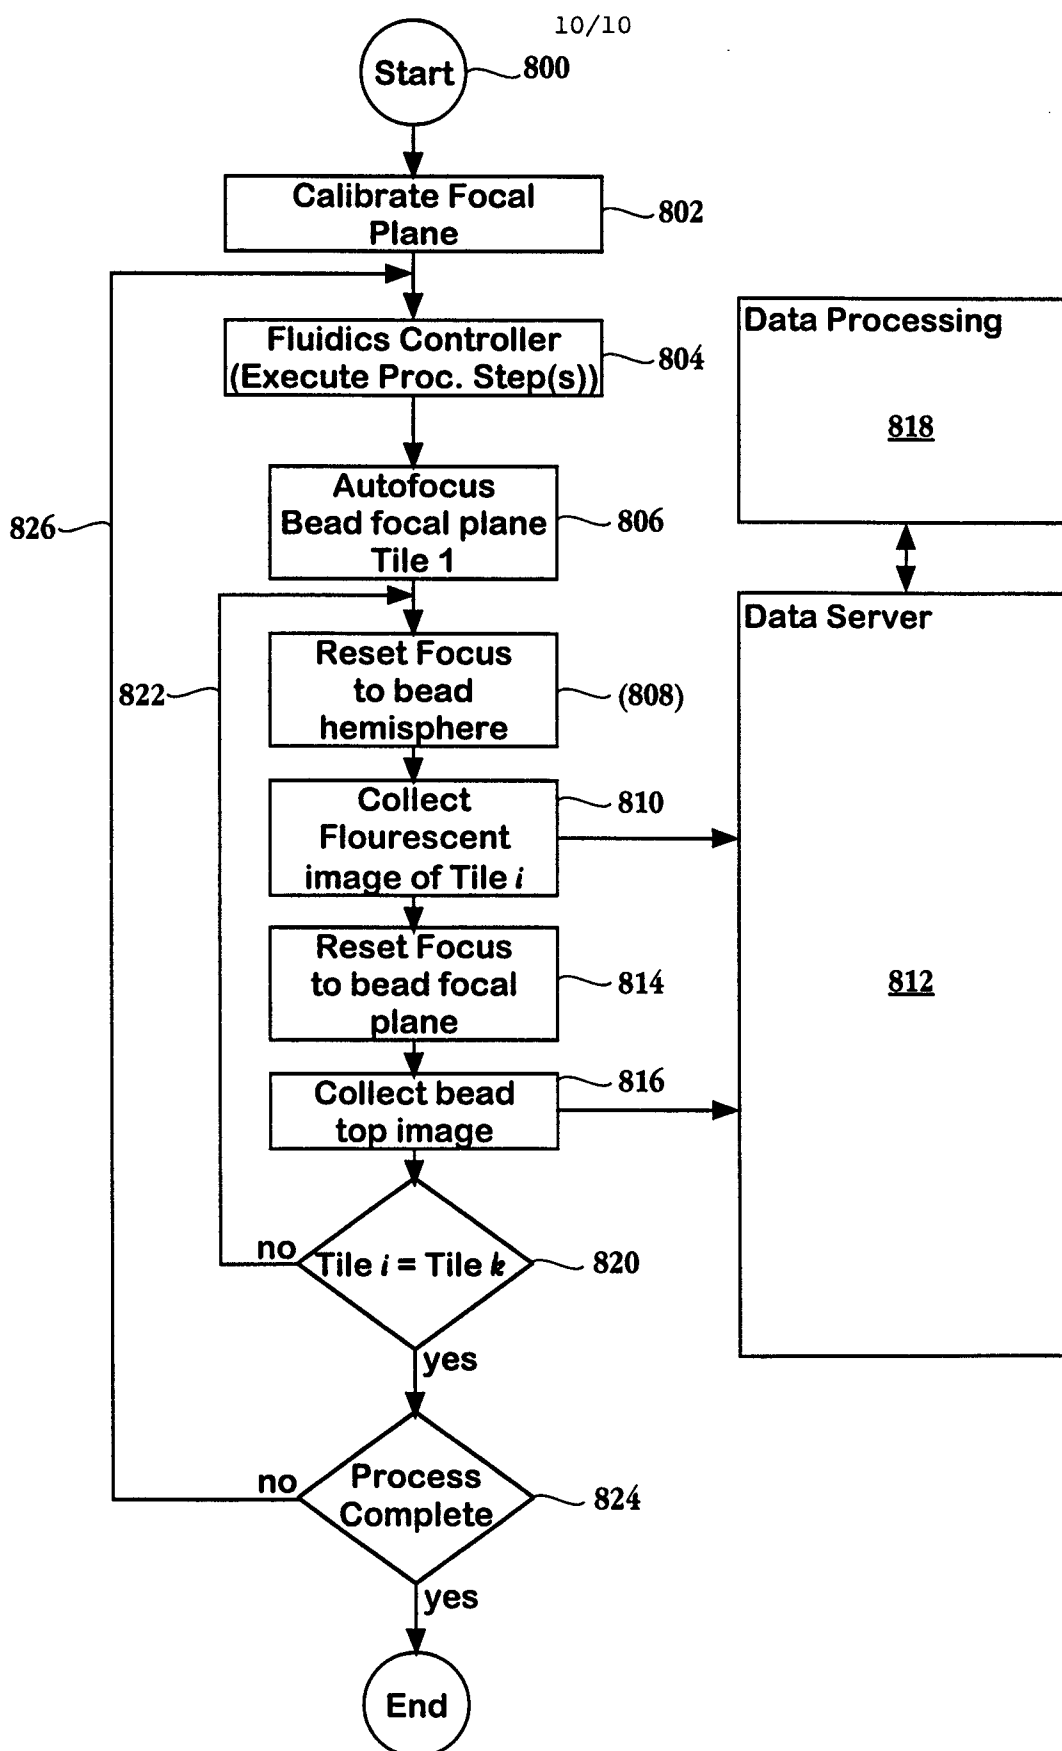 10/10
Start
800
Calibrate Focal
Plane
802
Fluidics Controller
(Execute Proc. Step(s))
804
Autofocus
Bead focal plane
Tile 1
806
826
Reset Focus
to bead
hemisphere
(808)
822
Collect
Flourescent
image of Tile i
810
Reset Focus
to bead focal
plane
814
Collect bead
top image
816
no
Tile i = Tile k
820
yes
no
Process
Complete
824
yes
End
Data Processing
818
Data Server
812